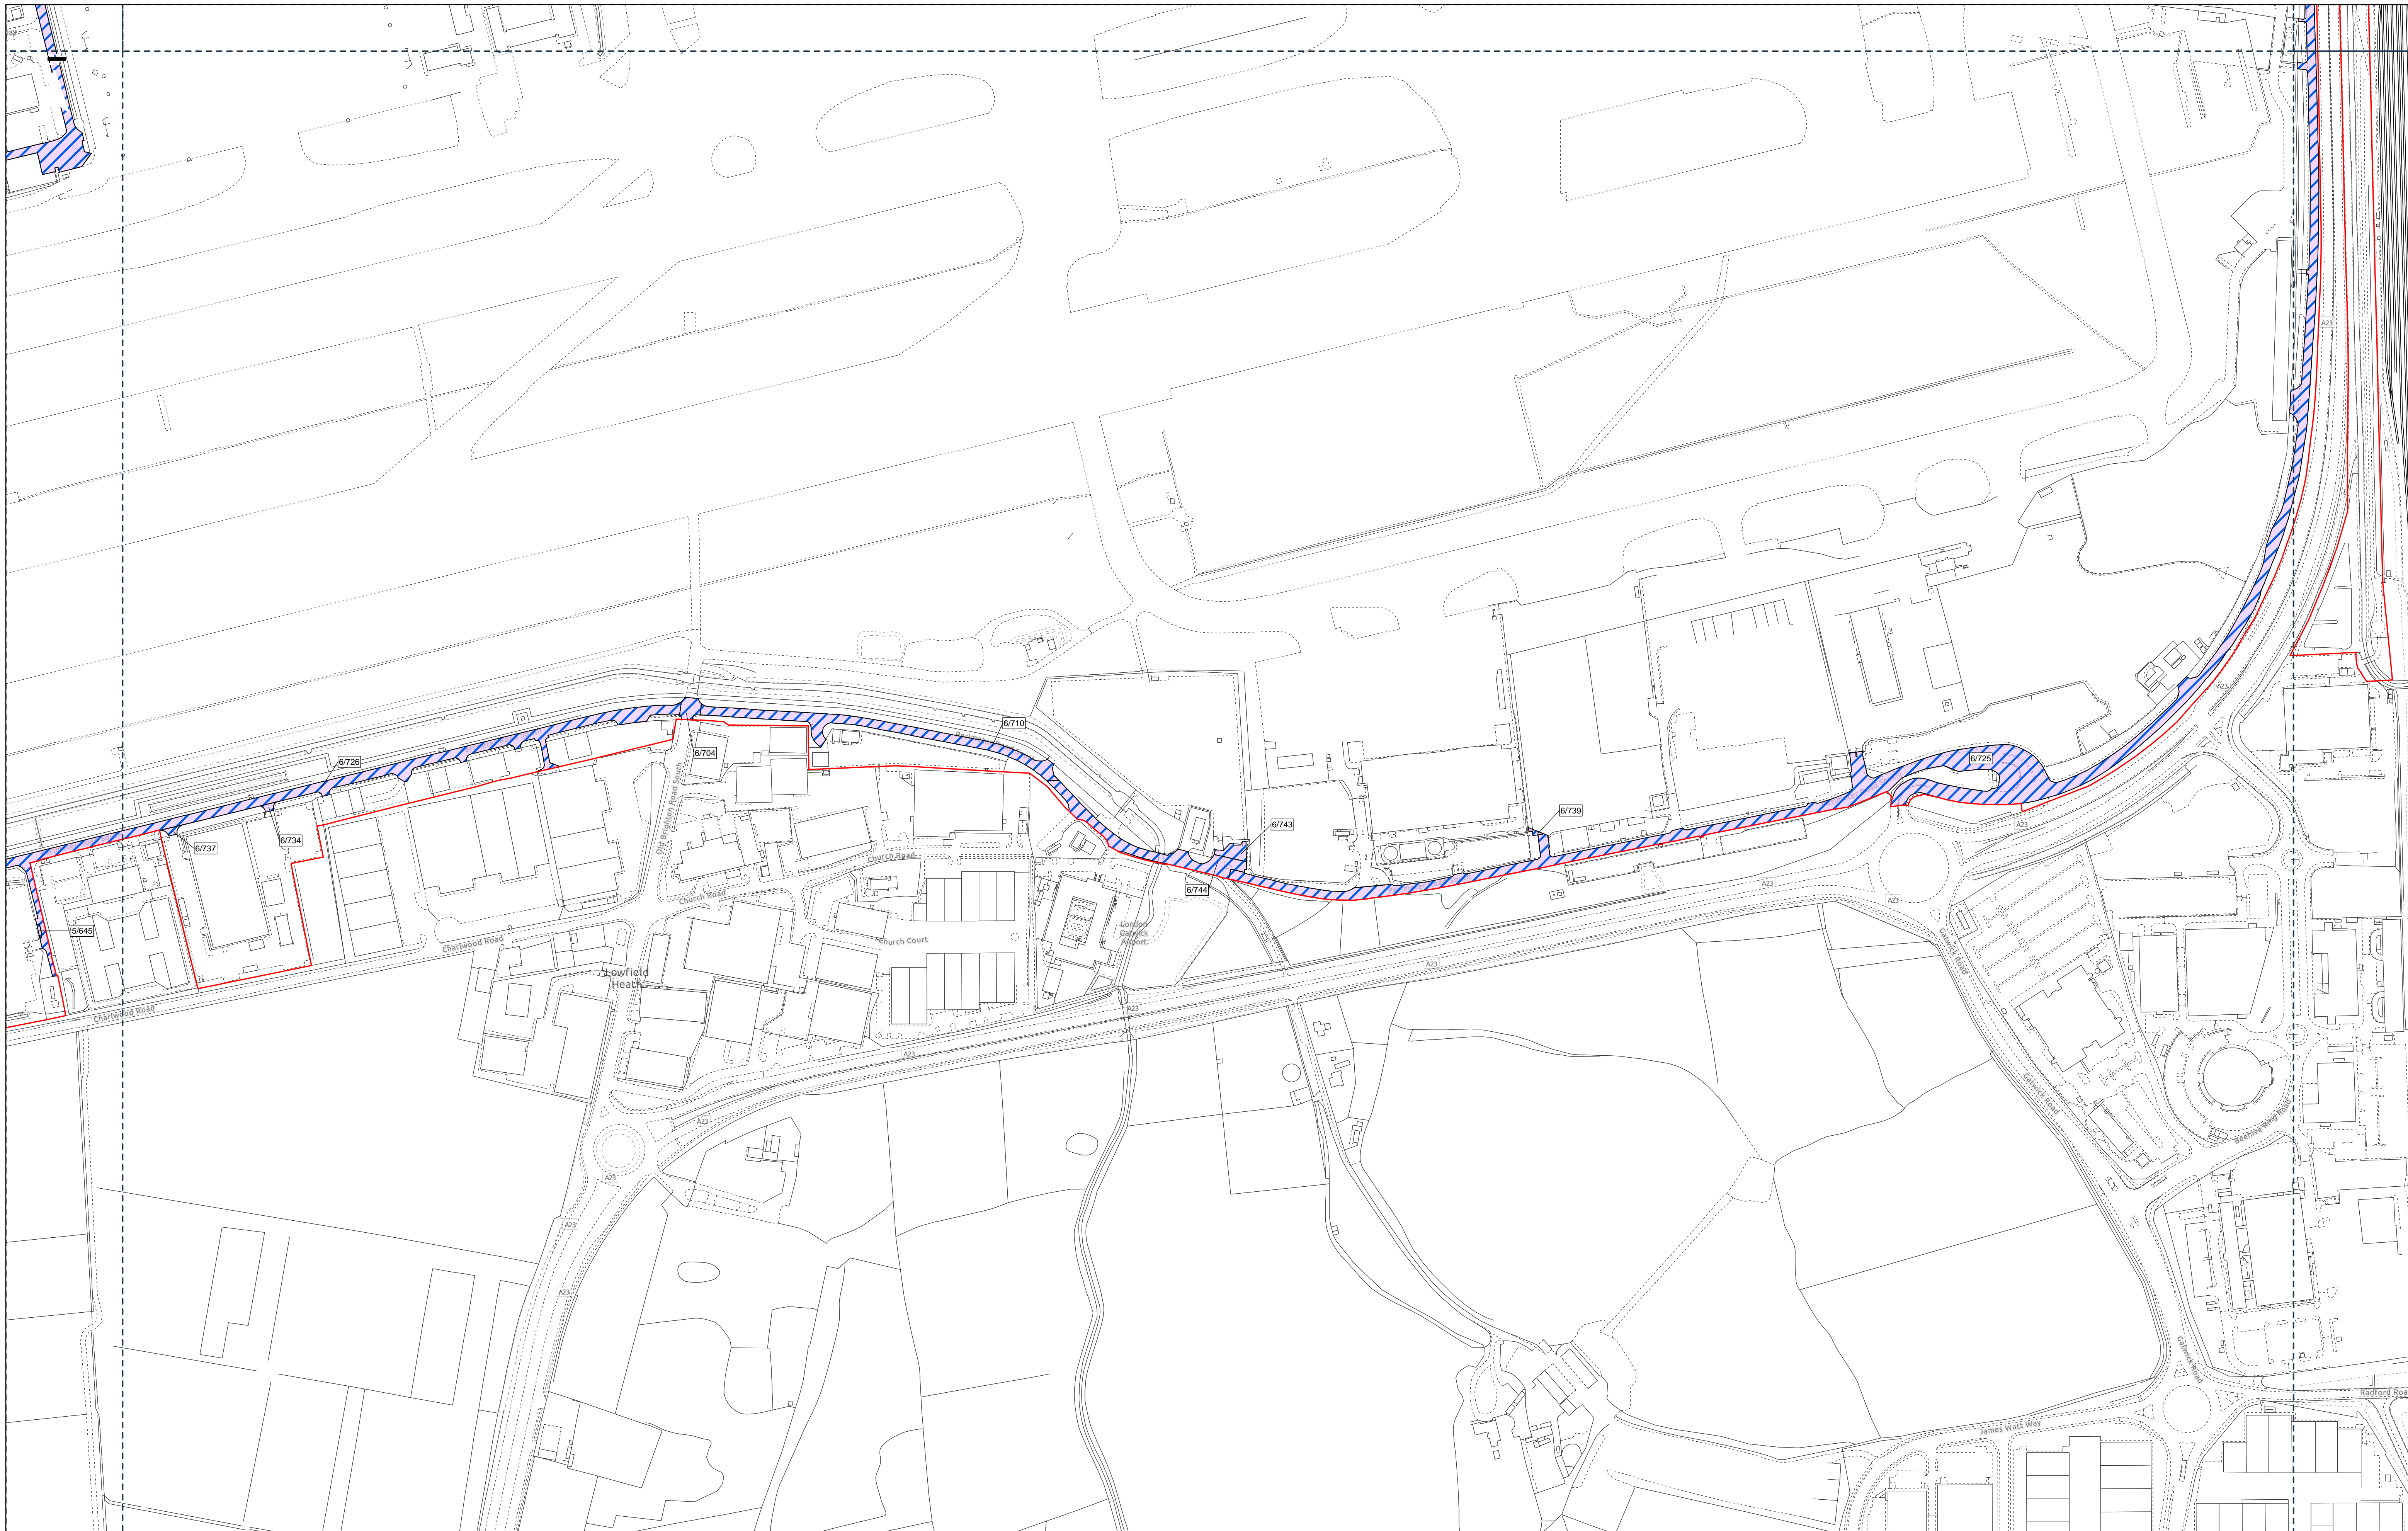 A23
6/710
6/704
6/726
6/725
A23
Old Brighton Road South
6/739
6/743
6/734
6/737
A23
A23
Church Road
6/744
A23
Church Road
5/645
London
Gatwick
Airport
Church Court
Charlwood Road
Gatwick Road
A23
Lowfield
Heath
Charlwood Road
A23
A23
Gatwick Road
A23
Beehive Ring Road
A23
A23
A23
Gatwick Road
Radford Roa
James Watt Way